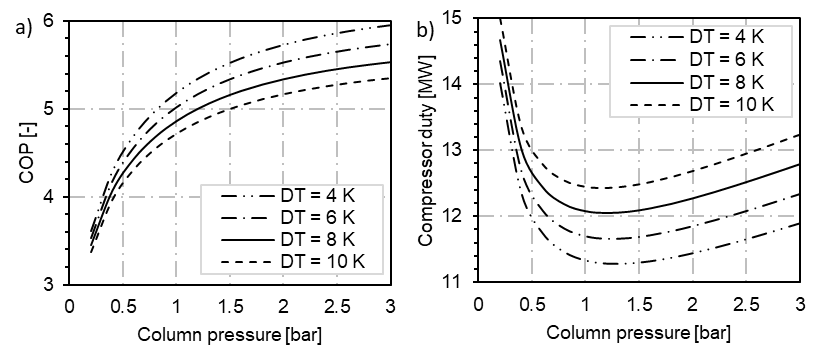 a)
6
5
4
3
COP [-]
DT = 4 K
DT = 6 K
DT = 8 K
DT = 10 K
0 0.5 1 1.5 2 2.5 3
Column pressure [bar]
b)
15
14
13
12
11
Compressor duty [MW]
DT = 4 K
DT = 6 K
DT = 8 K
DT = 10 K
0 0.5 1 1.5 2 2.5 3
Column pressure [bar]